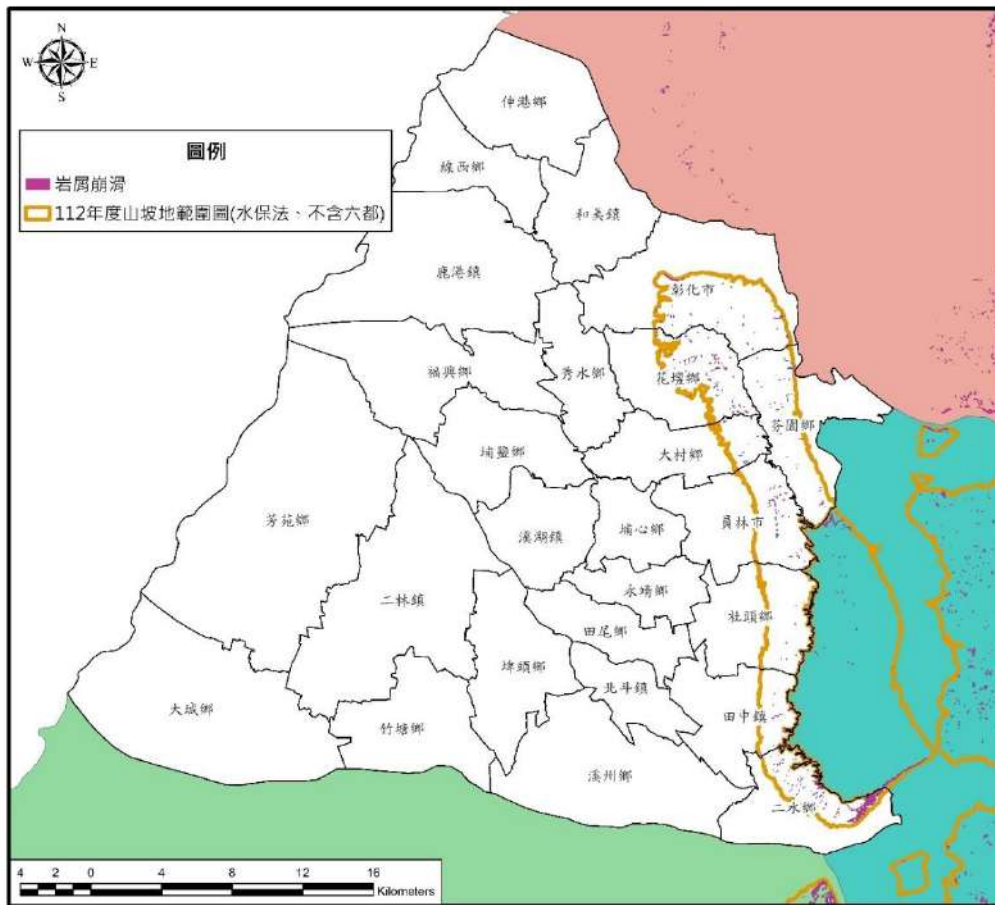 N
W
E
S
圖例
岩屑崩滑
112年度山坡地範圍圖(水保法、不含六都)
伸港鄉
線西鄉
和美鎮
鹿港鎮
彰化市
福興鄉
秀水鄉
花壇鄉
芬園鄉
埔鹽鄉
大村鄉
芳苑鄉
溪湖鎮
埔心鄉
員林市
二林鎮
永靖鄉
社頭鄉
田尾鄉
埤頭鄉
北斗鎮
大城鄉
竹塘鄉
田中鎮
溪州鄉
二水鄉
4 2 0 4 8 12 16
Kilometers